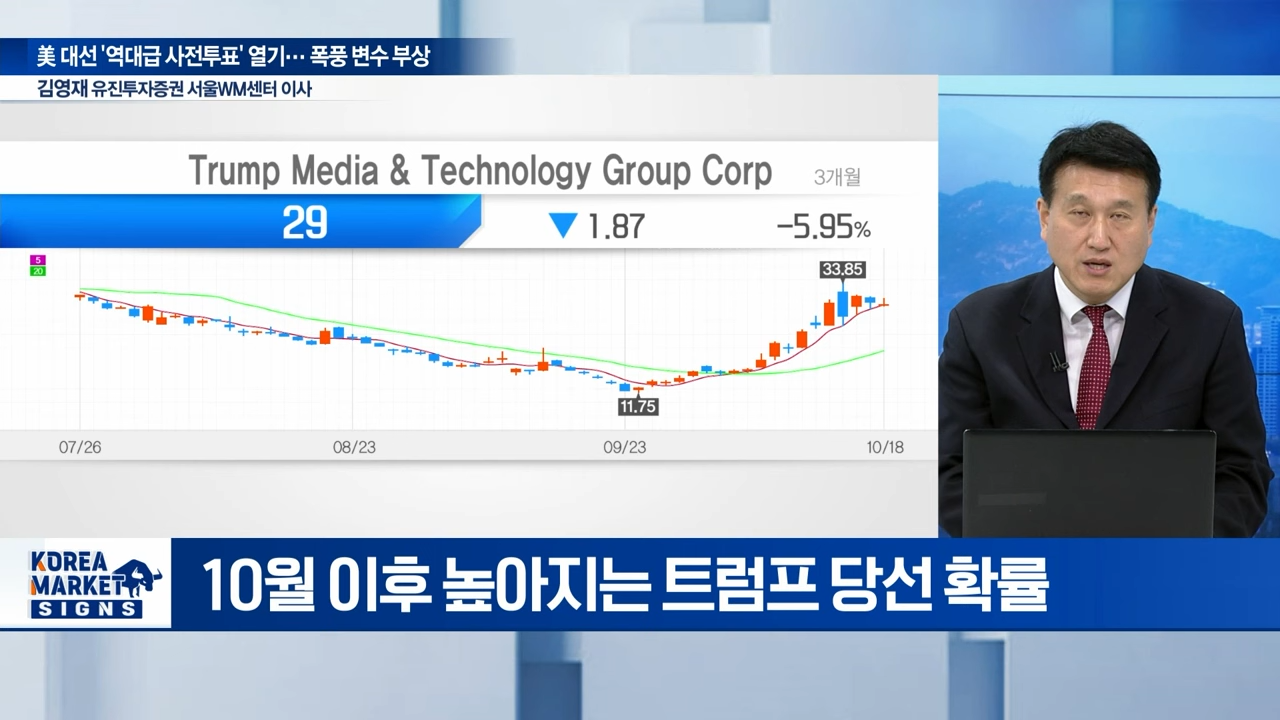 美 대선 '역대급 사전투표' 열기… 폭풍 변수 부상
김영재 유진투자증권 서울WM센터 이사
Trump Media & Technology Group Corp 3개월
29 ▼ 1.87 -5.95%
5
20
33.85
11.75
07/26 08/23 09/23 10/18
KOREA
MARKET
SIGNS
10월 이후 높아지는 트럼프 당선 확률